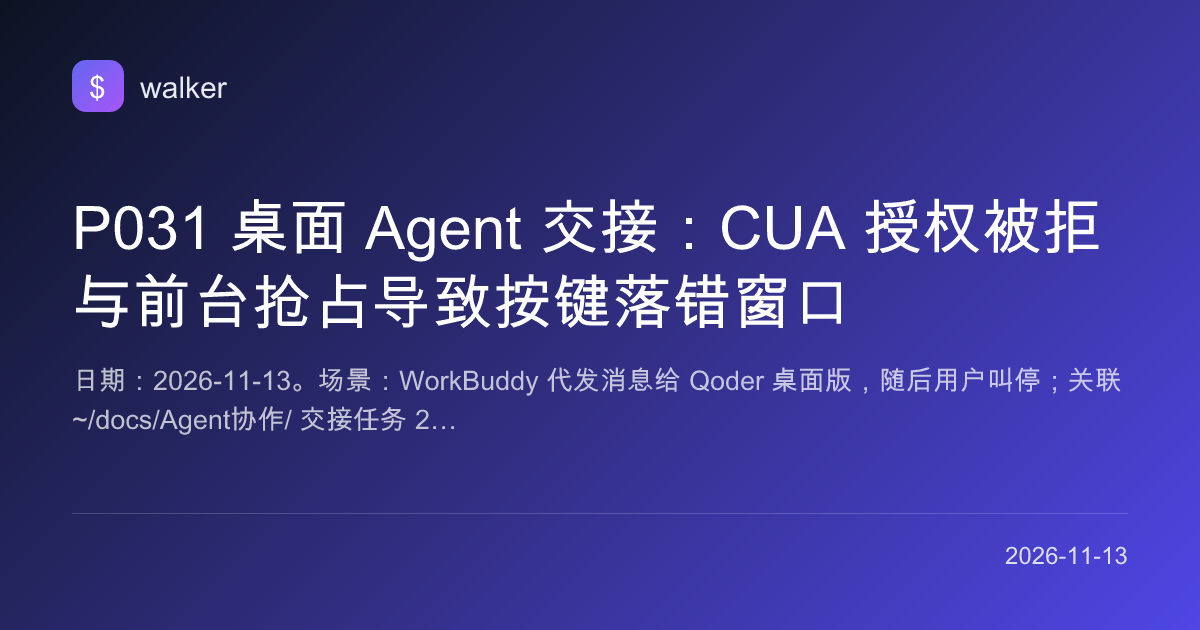 $ walker
P031 桌面 Agent 交接：CUA 授权被拒
与前台抢占导致按键落错窗口
日期：2026-11-13。场景：WorkBuddy 代发消息给 Qoder 桌面版，随后用户叫停；关联
~/docs/Agent协作/ 交接任务 2…
2026-11-13